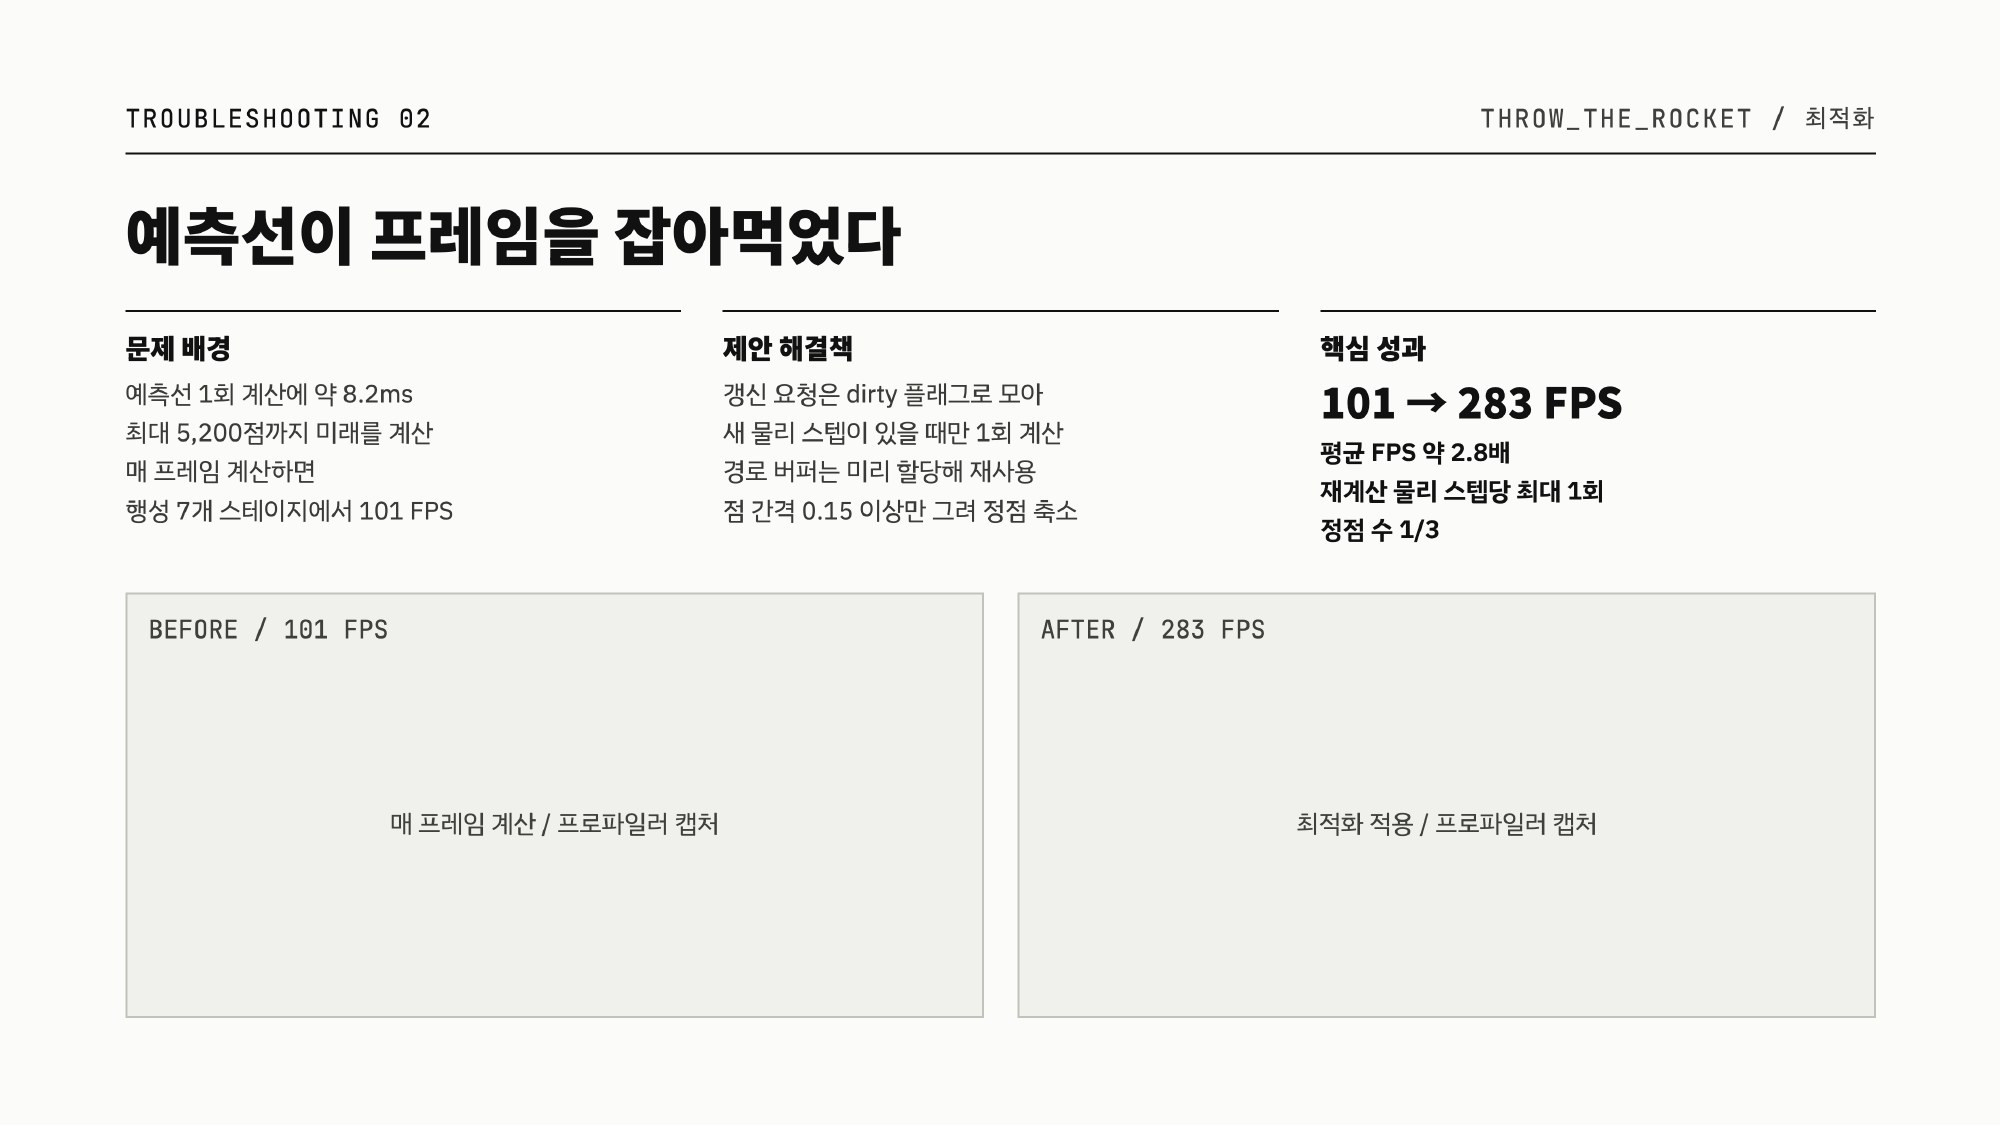 TROUBLESHOOTING 02
THROW_THE_ROCKET / 최적화
예측선이 프레임을 잡아먹었다
문제 배경
예측선 1회 계산에 약 8.2ms
최대 5,200점까지 미래를 계산
매 프레임 계산하면
행성 7개 스테이지에서 101 FPS
제안 해결책
갱신 요청은 dirty 플래그로 모아
새 물리 스텝이 있을 때만 1회 계산
경로 버퍼는 미리 할당해 재사용
점 간격 0.15 이상만 그려 정점 축소
핵심 성과
101 → 283 FPS
평균 FPS 약 2.8배
재계산 물리 스텝당 최대 1회
정점 수 1/3
BEFORE / 101 FPS
매 프레임 계산 / 프로파일러 캡처
AFTER / 283 FPS
최적화 적용 / 프로파일러 캡처